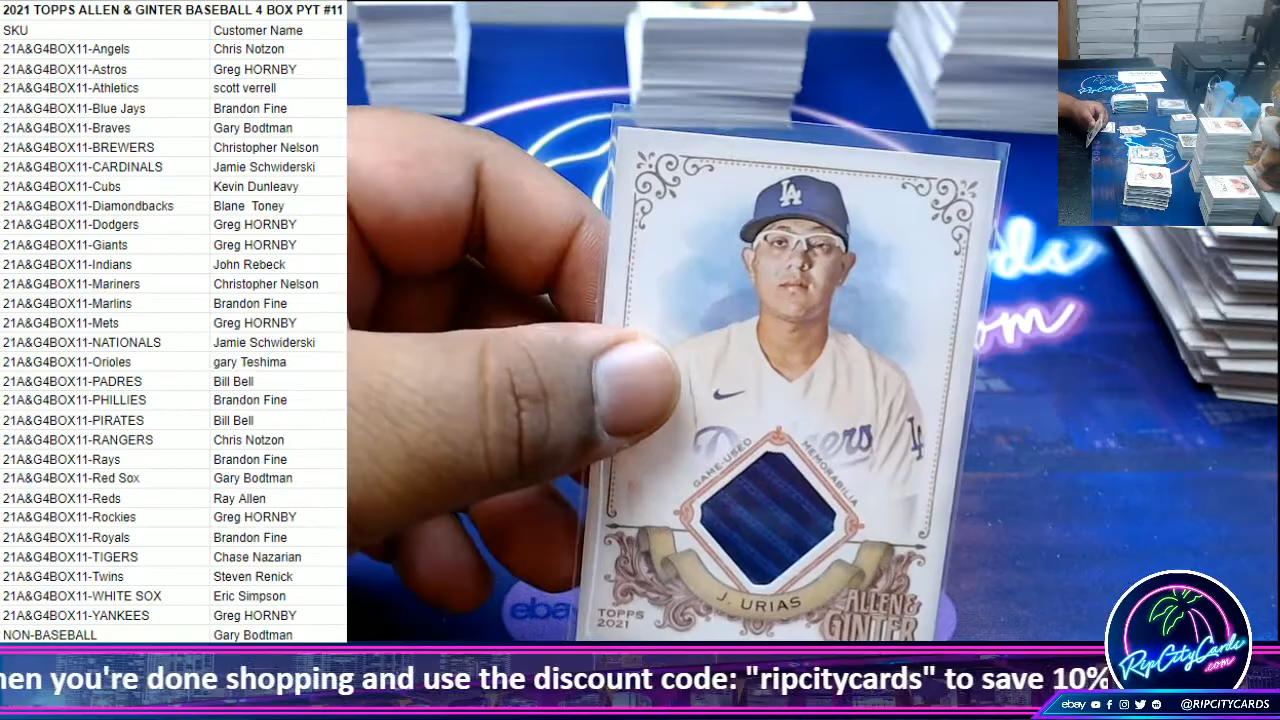 2021 TOPPS ALLEN & GINTER BASEBALL 4 BOX PYT #11
SKU Customer Name
21A&G4BOX11-Angels Chris Notzon
21A&G4BOX11-Astros Greg HORNBY
21A&G4BOX11-Athletics scott verrell
21A&G4BOX11-Blue Jays Brandon Fine
21A&G4BOX11-Braves Gary Bodtman
21A&G4BOX11-BREWERS Christopher Nelson
21A&G4BOX11-CARDINALS Jamie Schwiderski
21A&G4BOX11-Cubs Kevin Dunleavy
21A&G4BOX11-Diamondbacks Blane Toney
21A&G4BOX11-Dodgers Greg HORNBY
21A&G4BOX11-Giants Greg HORNBY
21A&G4BOX11-Indians John Rebeck
21A&G4BOX11-Mariners Christopher Nelson
21A&G4BOX11-Marlins Brandon Fine
21A&G4BOX11-Mets Greg HORNBY
21A&G4BOX11-NATIONALS Jamie Schwiderski
21A&G4BOX11-Orioles gary Teshima
21A&G4BOX11-PADRES Bill Bell
21A&G4BOX11-PHILLIES Brandon Fine
21A&G4BOX11-PIRATES Bill Bell
21A&G4BOX11-RANGERS Chris Notzon
21A&G4BOX11-Rays Brandon Fine
21A&G4BOX11-Red Sox Gary Bodtman
21A&G4BOX11-Reds Ray Allen
21A&G4BOX11-Rockies Greg HORNBY
21A&G4BOX11-Royals Brandon Fine
21A&G4BOX11-TIGERS Chase Nazarian
21A&G4BOX11-Twins Steven Renick
21A&G4BOX11-WHITE SOX Eric Simpson
21A&G4BOX11-YANKEES Greg HORNBY
NON-BASEBALL Gary Bodtman
LA
LA
GAME-USED MEMORABILIA
J. URIAS
TOPPS
2021
ALLEN &
GINTER
ebay
hen you're done shopping and use the discount code: "ripcitycards" to save 10%
RipCityCards
.com
ebay @RIPCITYCARDS